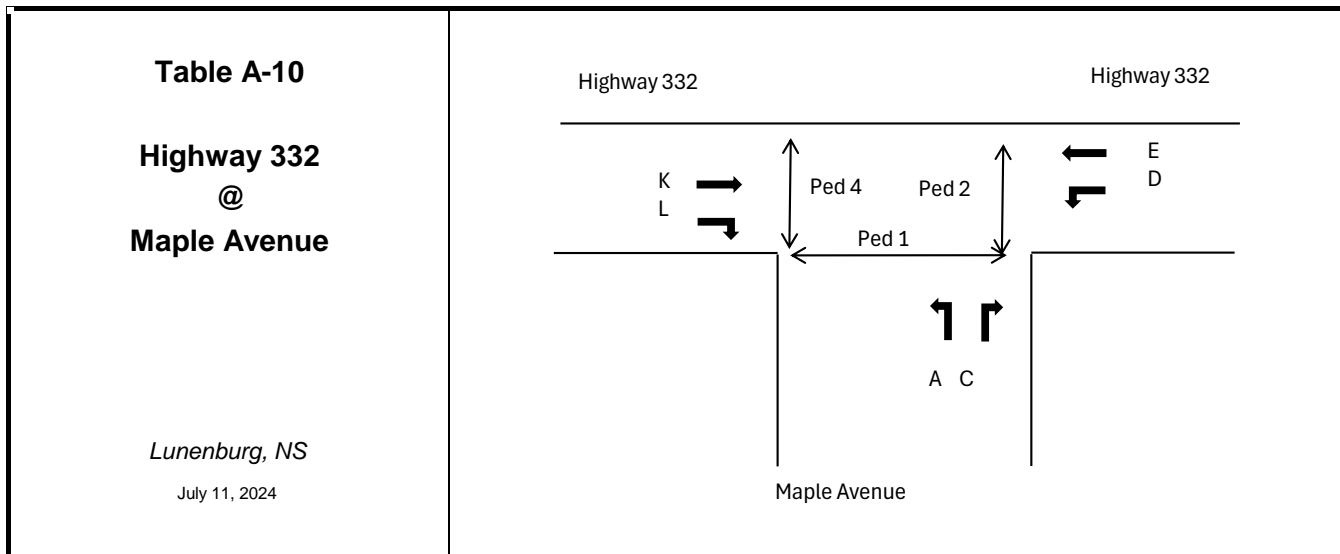 Table A-10
Highway 332
@
Maple Avenue
Lunenburg, NS
July 11, 2024
Highway 332
Highway 332
K
L
Ped 4
Ped 2
E
D
Ped 1
A C
Maple Avenue